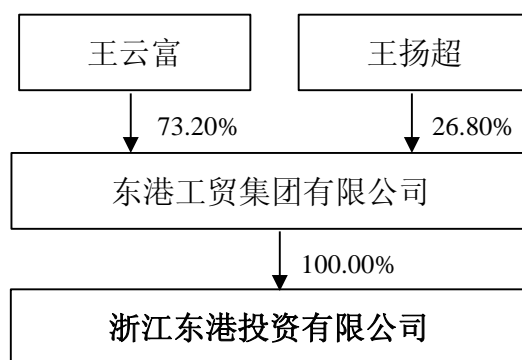 王云富
王扬超
73.20%
26.80%
东港工贸集团有限公司
100.00%
浙江东港投资有限公司